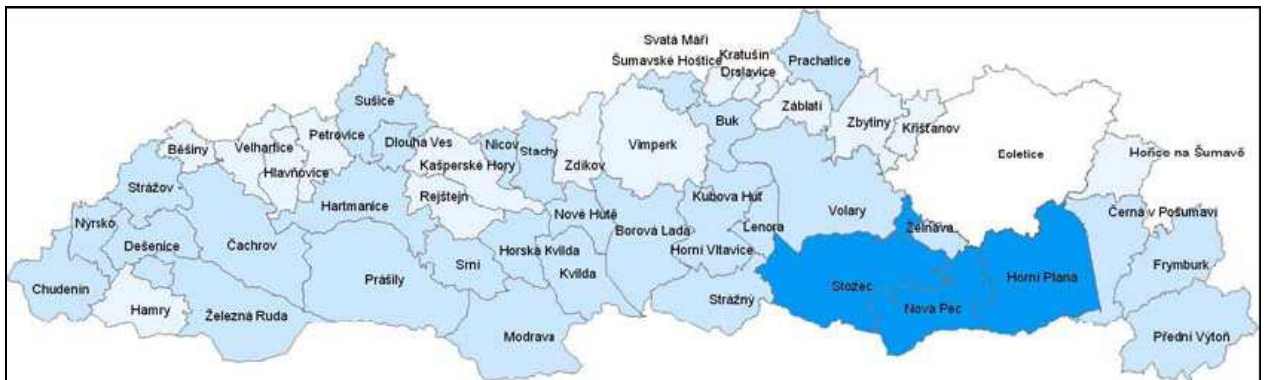 Svatá Máří
Šumavské Hoštice
Kratušín
Drslavice
Prachatice
Sušice
Záblatí
Petrovice
Běšiny
Velhartice
Dlouhá Ves
Nicov
Stachy
Buk
Zbytiny
Křišťanov
Vimperk
Boletice
Hořice na Šumavě
Kašperské Hory
Zdíkov
Hlavňovice
Strážov
Rejštejn
Kubova Huť
Hartmanice
Volary
Nové Hutě
Černá v Pošumaví
Nýrsko
Lenora
Želnava
Borová Lada
Dešenice
Čachrov
Horská Kvilda
Horní Vltavice
Srní
Frymburk
Kvilda
Prášily
Horní Planá
Stožec
Chudenín
Strážný
Hamry
Nová Pec
Železná Ruda
Modrava
Přední Výtoň